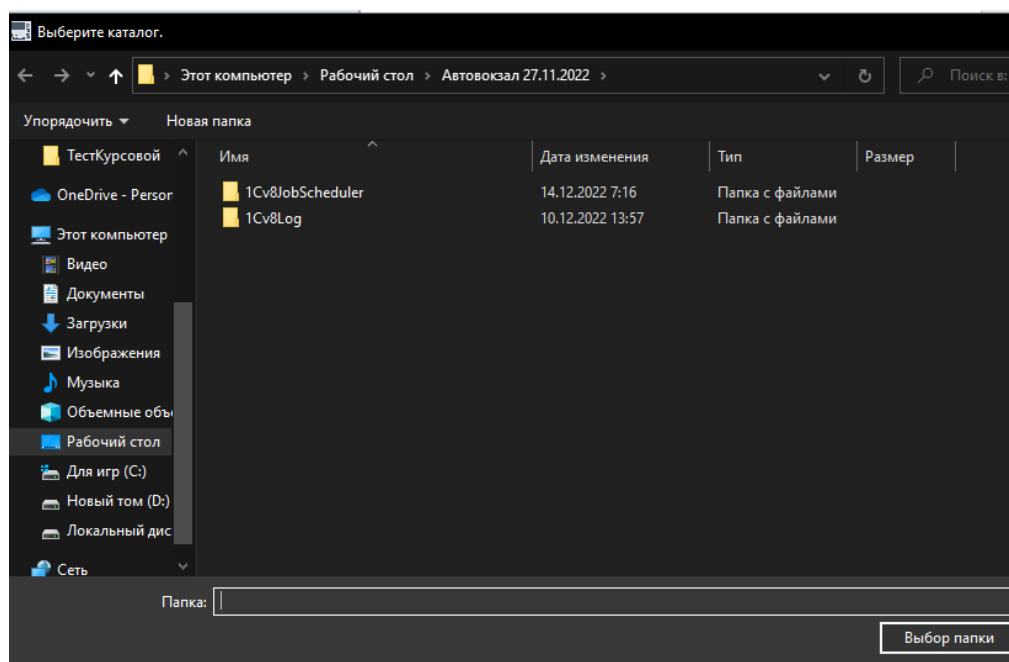 Выберите каталог.
Этот компьютер › Рабочий стол › Автовокзал 27.11.2022 ›
Поиск в:
Упорядочить
Новая папка
ТестКурсовой
OneDrive - Person
Этот компьютер
Видео
Документы
Загрузки
Изображения
Музыка
Объемные объ
Рабочий стол
Для игр (C:)
Новый том (D:)
Локальный дис
Сеть
Имя Дата изменения Тип Размер
1Cv8JobScheduler 14.12.2022 7:16 Папка с файлами
1Cv8Log 10.12.2022 13:57 Папка с файлами
Папка:
Выбор папки